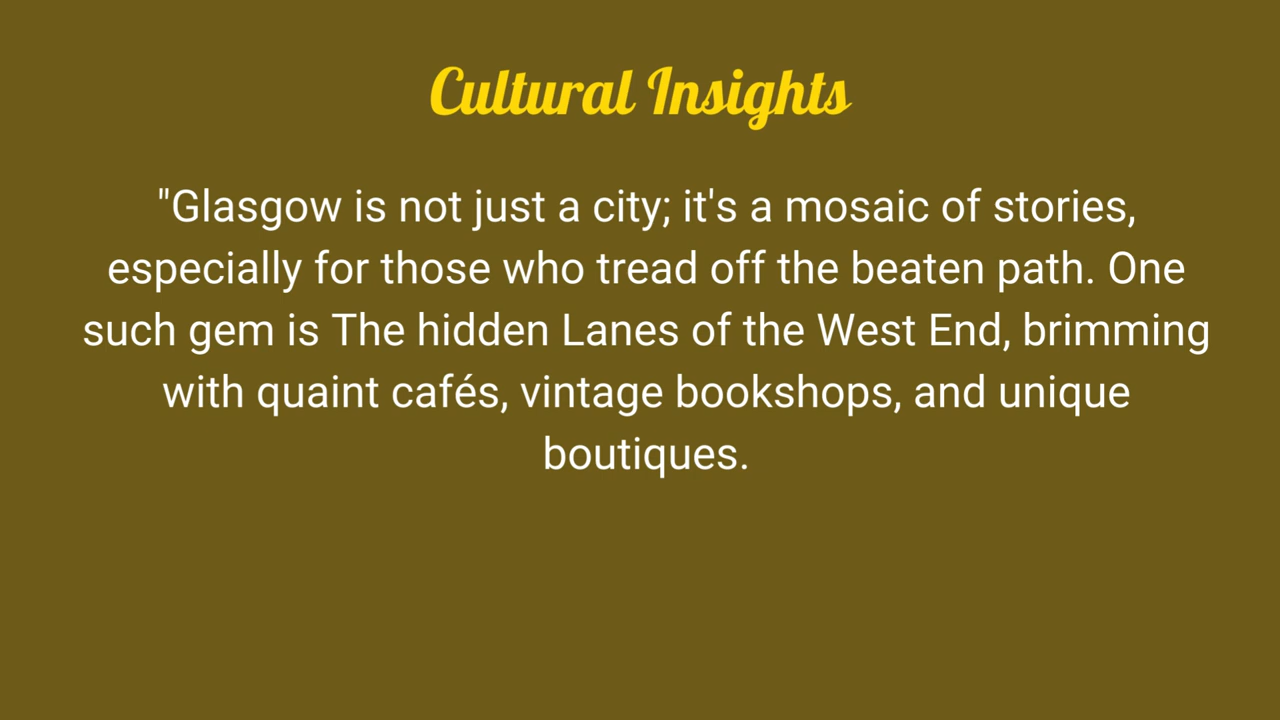 Cultural Insights
"Glasgow is not just a city; it's a mosaic of stories,
especially for those who tread off the beaten path. One
such gem is The hidden Lanes of the West End, brimming
with quaint cafés, vintage bookshops, and unique
boutiques.